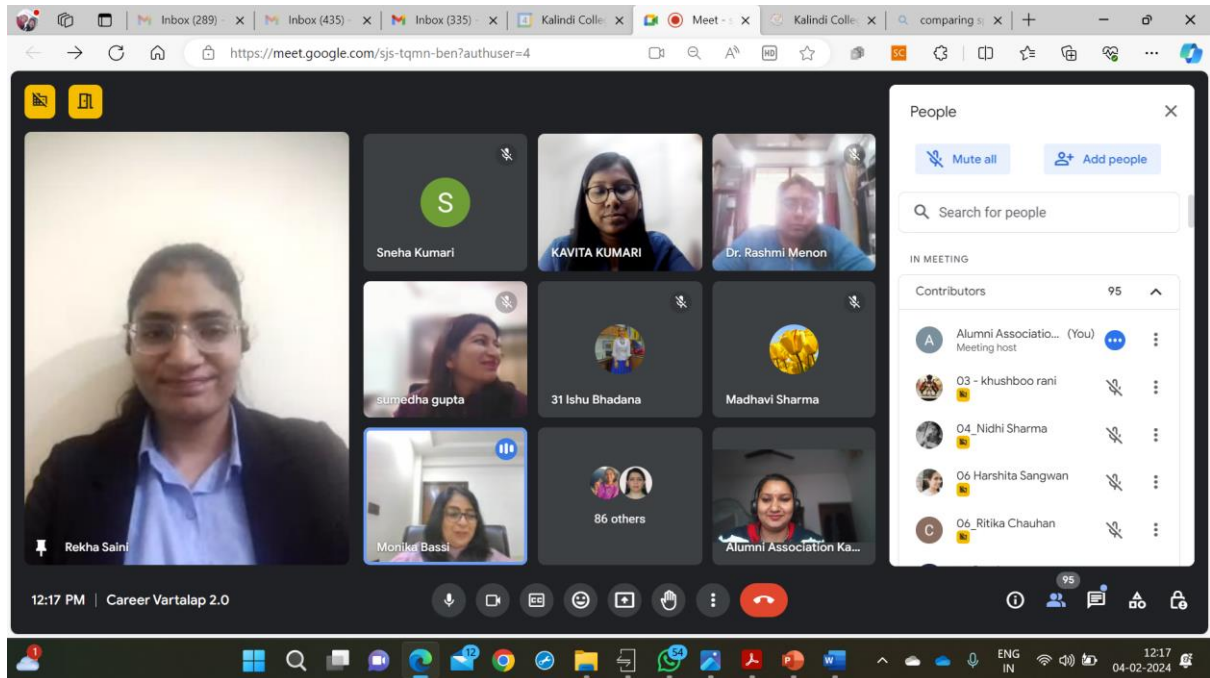 Inbox (289) -
Inbox (435) -
Inbox (335) -
Kalindi Colle
Meet -
Kalindi Colle
comparing
https://meet.google.com/sjs-tqmn-ben?authuser=4
HD
SC
People
Mute all
Add people
Search for people
IN MEETING
Contributors 95
A
Alumni Associatio... (You)
Meeting host
03 - khushboo rani
04_Nidhi Sharma
06 Harshita Sangwan
C
06_Ritika Chauhan
S
Sneha Kumari
KAVITA KUMARI
Dr. Rashmi Menon
sumedha gupta
31 Ishu Bhadana
Madhavi Sharma
Rekha Saini
Monika Bassi
86 others
Alumni Association Ka...
12:17 PM | Career Vartalap 2.0
CC
95
1
12
54
ENG
IN
12:17
04-02-2024